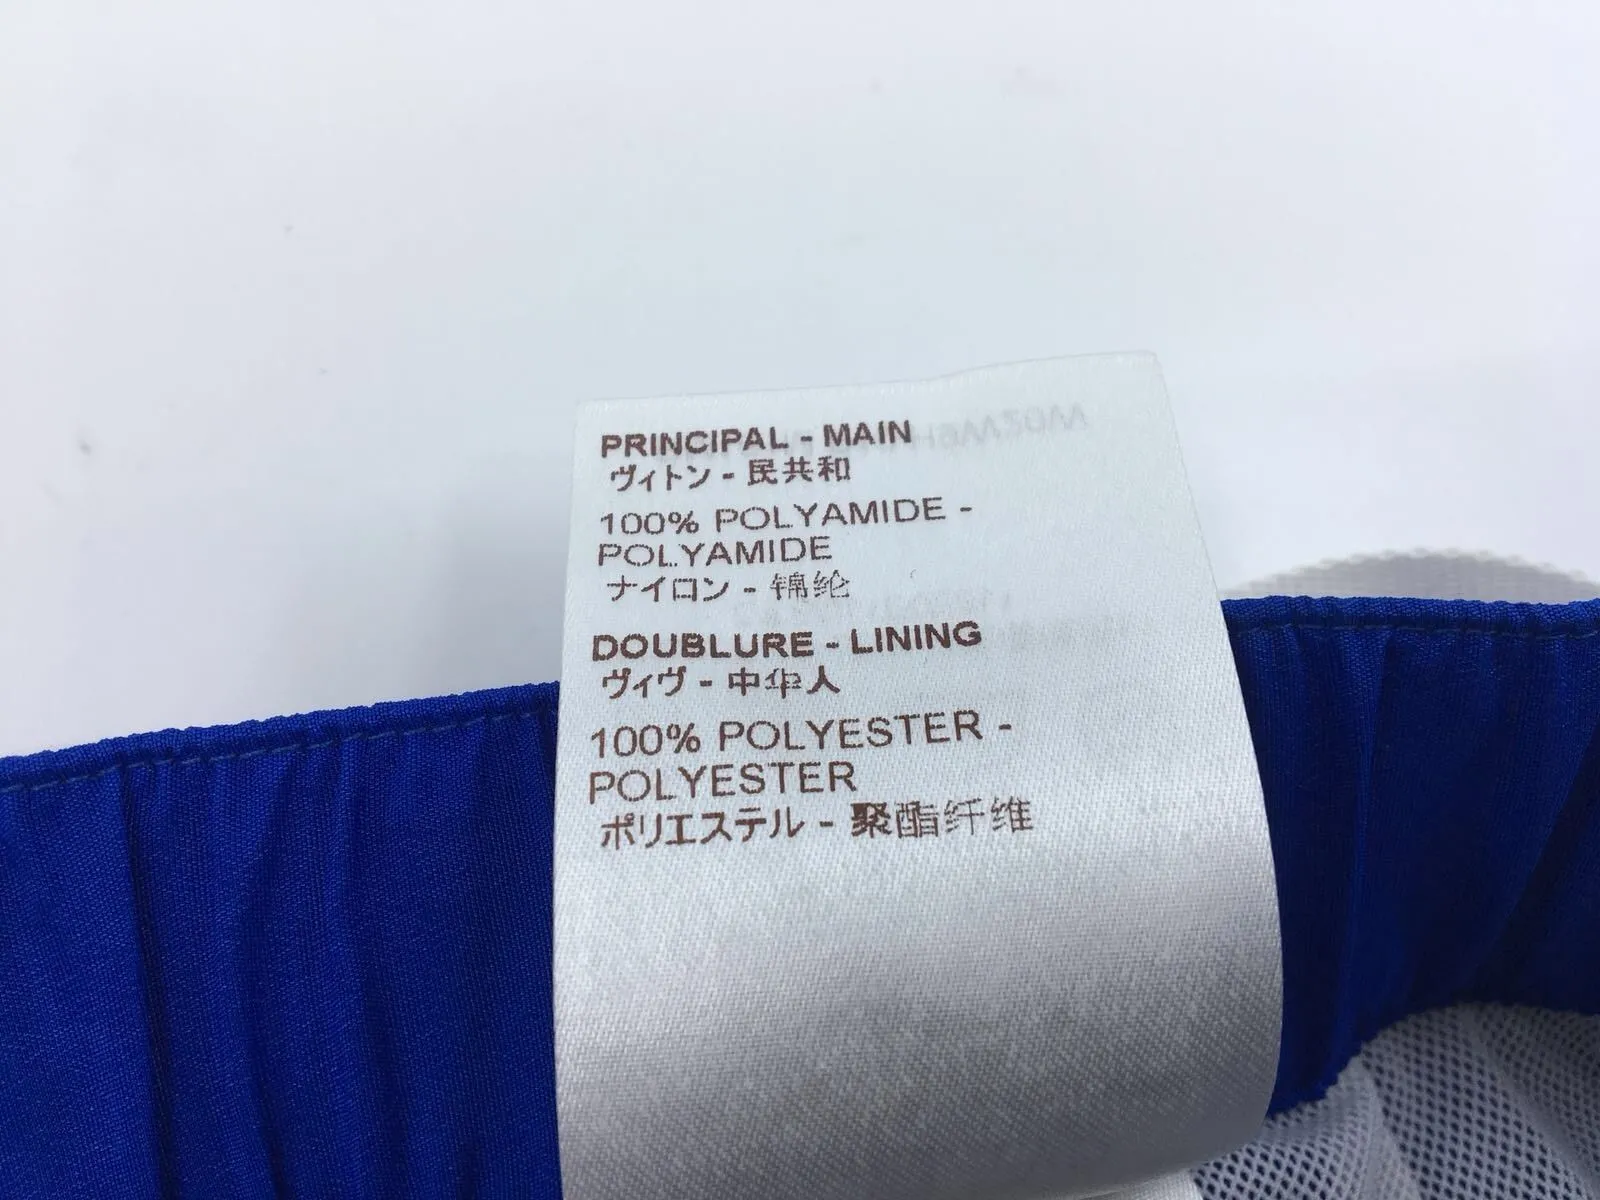 PRINCIPAL - MAIN
ヴィトン - 民共和
100% POLYAMIDE -
POLYAMIDE
ナイロン - 锦纶
DOUBLURE - LINING
ヴィヴ - 中华人
100% POLYESTER -
POLYESTER
ポリエステル - 聚酯纤维